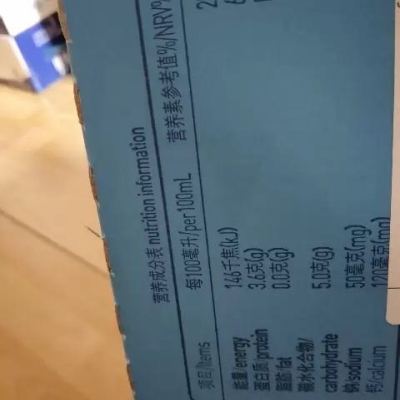 营养成分表 nutrition information
项目/Items 每100毫升/per 100mL 营养素参考值%/NRV%
能量/energy 146千焦(kJ)
蛋白质/protein 3.6克(g)
脂肪/fat 0.0克(g)
碳水化合物/
carbohydrate 5.0克(g)
钠/sodium 50毫克(mg)
钙/calcium 120毫克(mg)